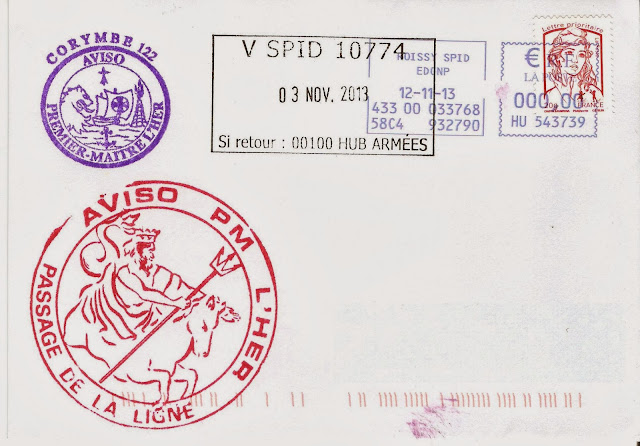 CORYMBE 122
AVISO
PREMIER-MAITRE L'HER
V SPID 10774
03 NOV. 2013
Si retour : 00100 HUB ARMÉES
ROISSY SPID
EDONP
12-11-13
433 00 033768
58C4 932790
Lettre prioritaire
€
LA
000,00
HU 543739
FRANCE
AVISO PM L'HER
PASSAGE DE LA LIGNE